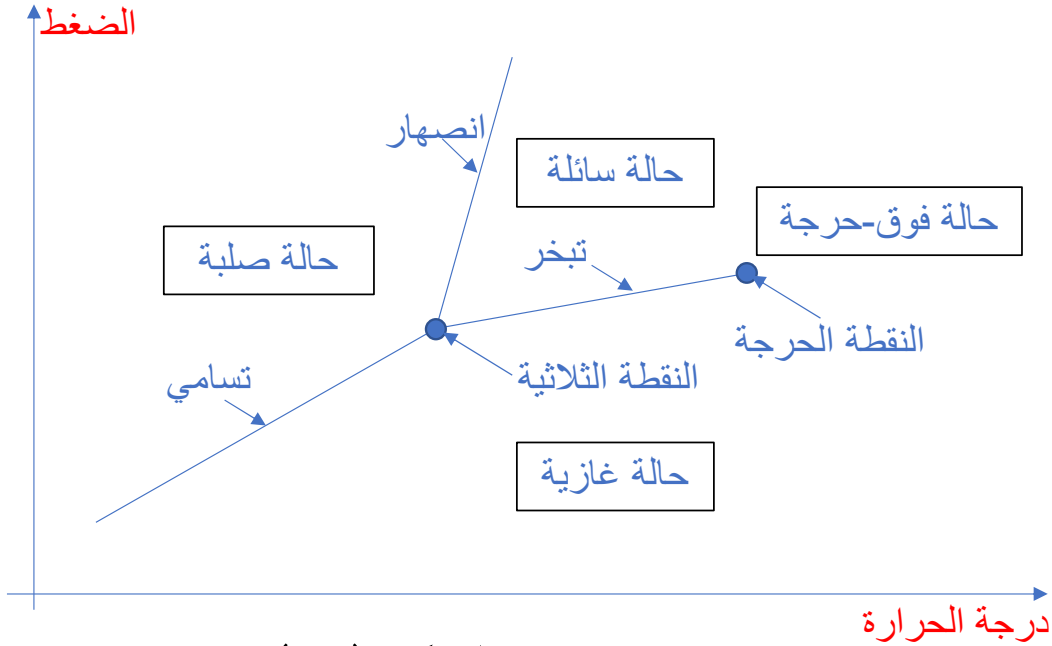 الضغط
انصهار
حالة سائلة
حالة فوق-حرجة
تبخر
حالة صلبة
النقطة الحرجة
النقطة الثلاثية
تسامي
حالة غازية
درجة الحرارة